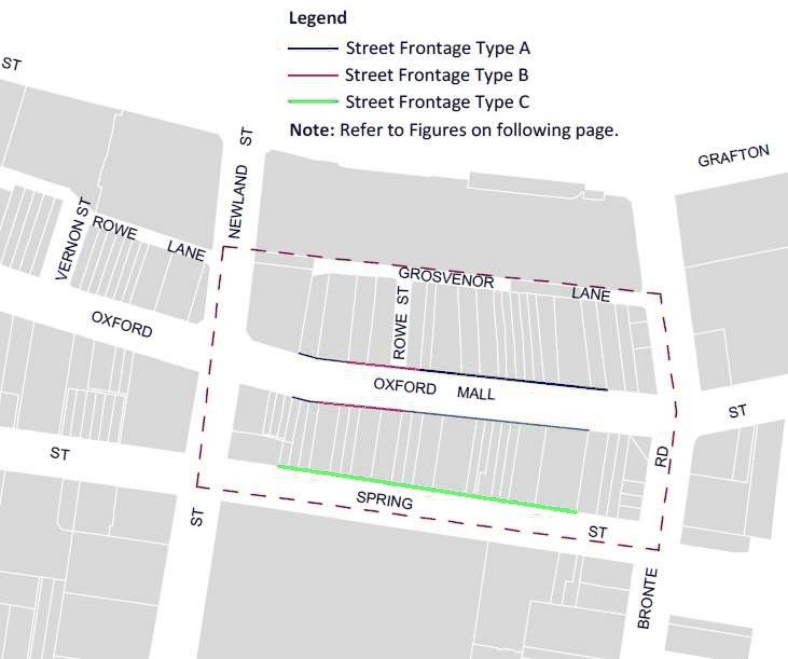 Legend
Street Frontage Type A
Street Frontage Type B
Street Frontage Type C
Note: Refer to Figures on following page.
ST
NEWLAND ST
GRAFTON
VERNON ST
ROWE LANE
GROSVENOR LANE
ROWE ST
OXFORD
OXFORD MALL
ST
ST
RD
SPRING ST
ST
BRONTE